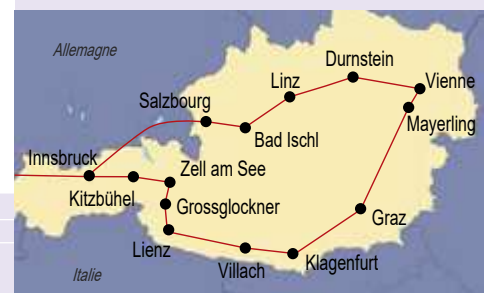 Allemagne
Durnstein
Linz
Vienne
Salzbourg
Mayerling
Bad Ischl
Innsbruck
Zell am See
Kitzbühel
Grossglockner
Graz
Lienz
Villach
Klagenfurt
Italie